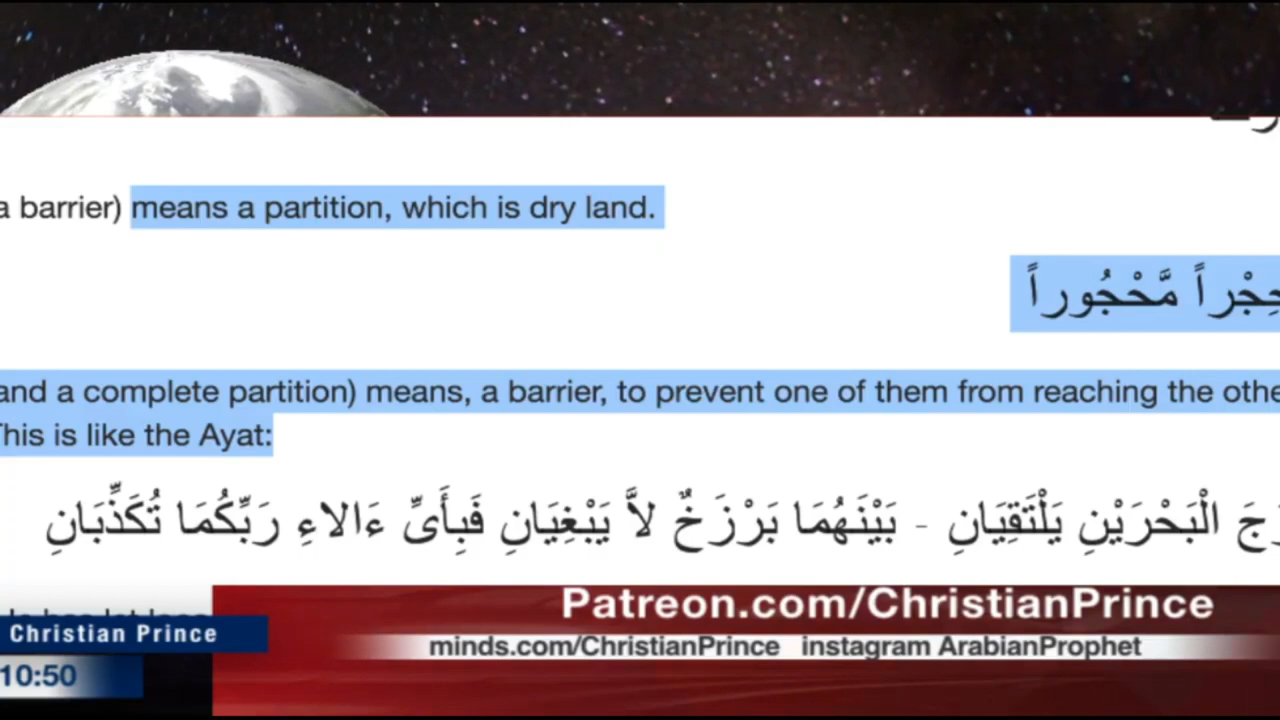 a barrier) means a partition, which is dry land.
حِجْراً مَّحْجُوراً
and a complete partition) means, a barrier, to prevent one of them from reaching the othe
This is like the Ayat:
الْبَحْرَيْنِ يَلْتَقِيَانِ - بَيْنَهُمَا بَرْزَخٌ لاَّ يَبْغِيَانِ فَبِأَىِّ ءَالاءِ رَبِّكُمَا تُكَذِّبَانِ
Patreon.com/ChristianPrince
Christian Prince
minds.com/ChristianPrince instagram ArabianProphet
10:50